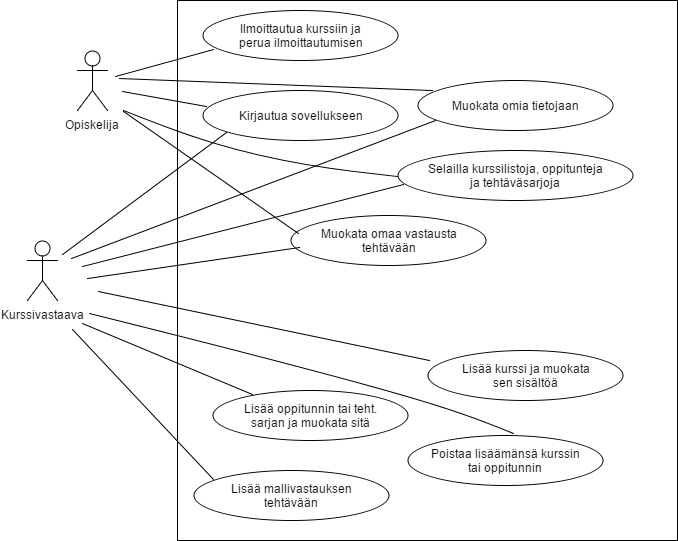 Ilmoittautua kurssiin ja
perua ilmoittautumisen
Opiskelija
Kirjautua sovellukseen
Muokata omia tietojaan
Selailla kurssilistoja, oppitunteja
ja tehtäväsarjoja
Muokata omaa vastausta
tehtävään
Kurssivastaava
Lisää kurssi ja muokata
sen sisältöä
Lisää oppitunnin tai teht.
sarjan ja muokata sitä
Poistaa lisäämänsä kurssin
tai oppitunnin
Lisää mallivastauksen
tehtävään